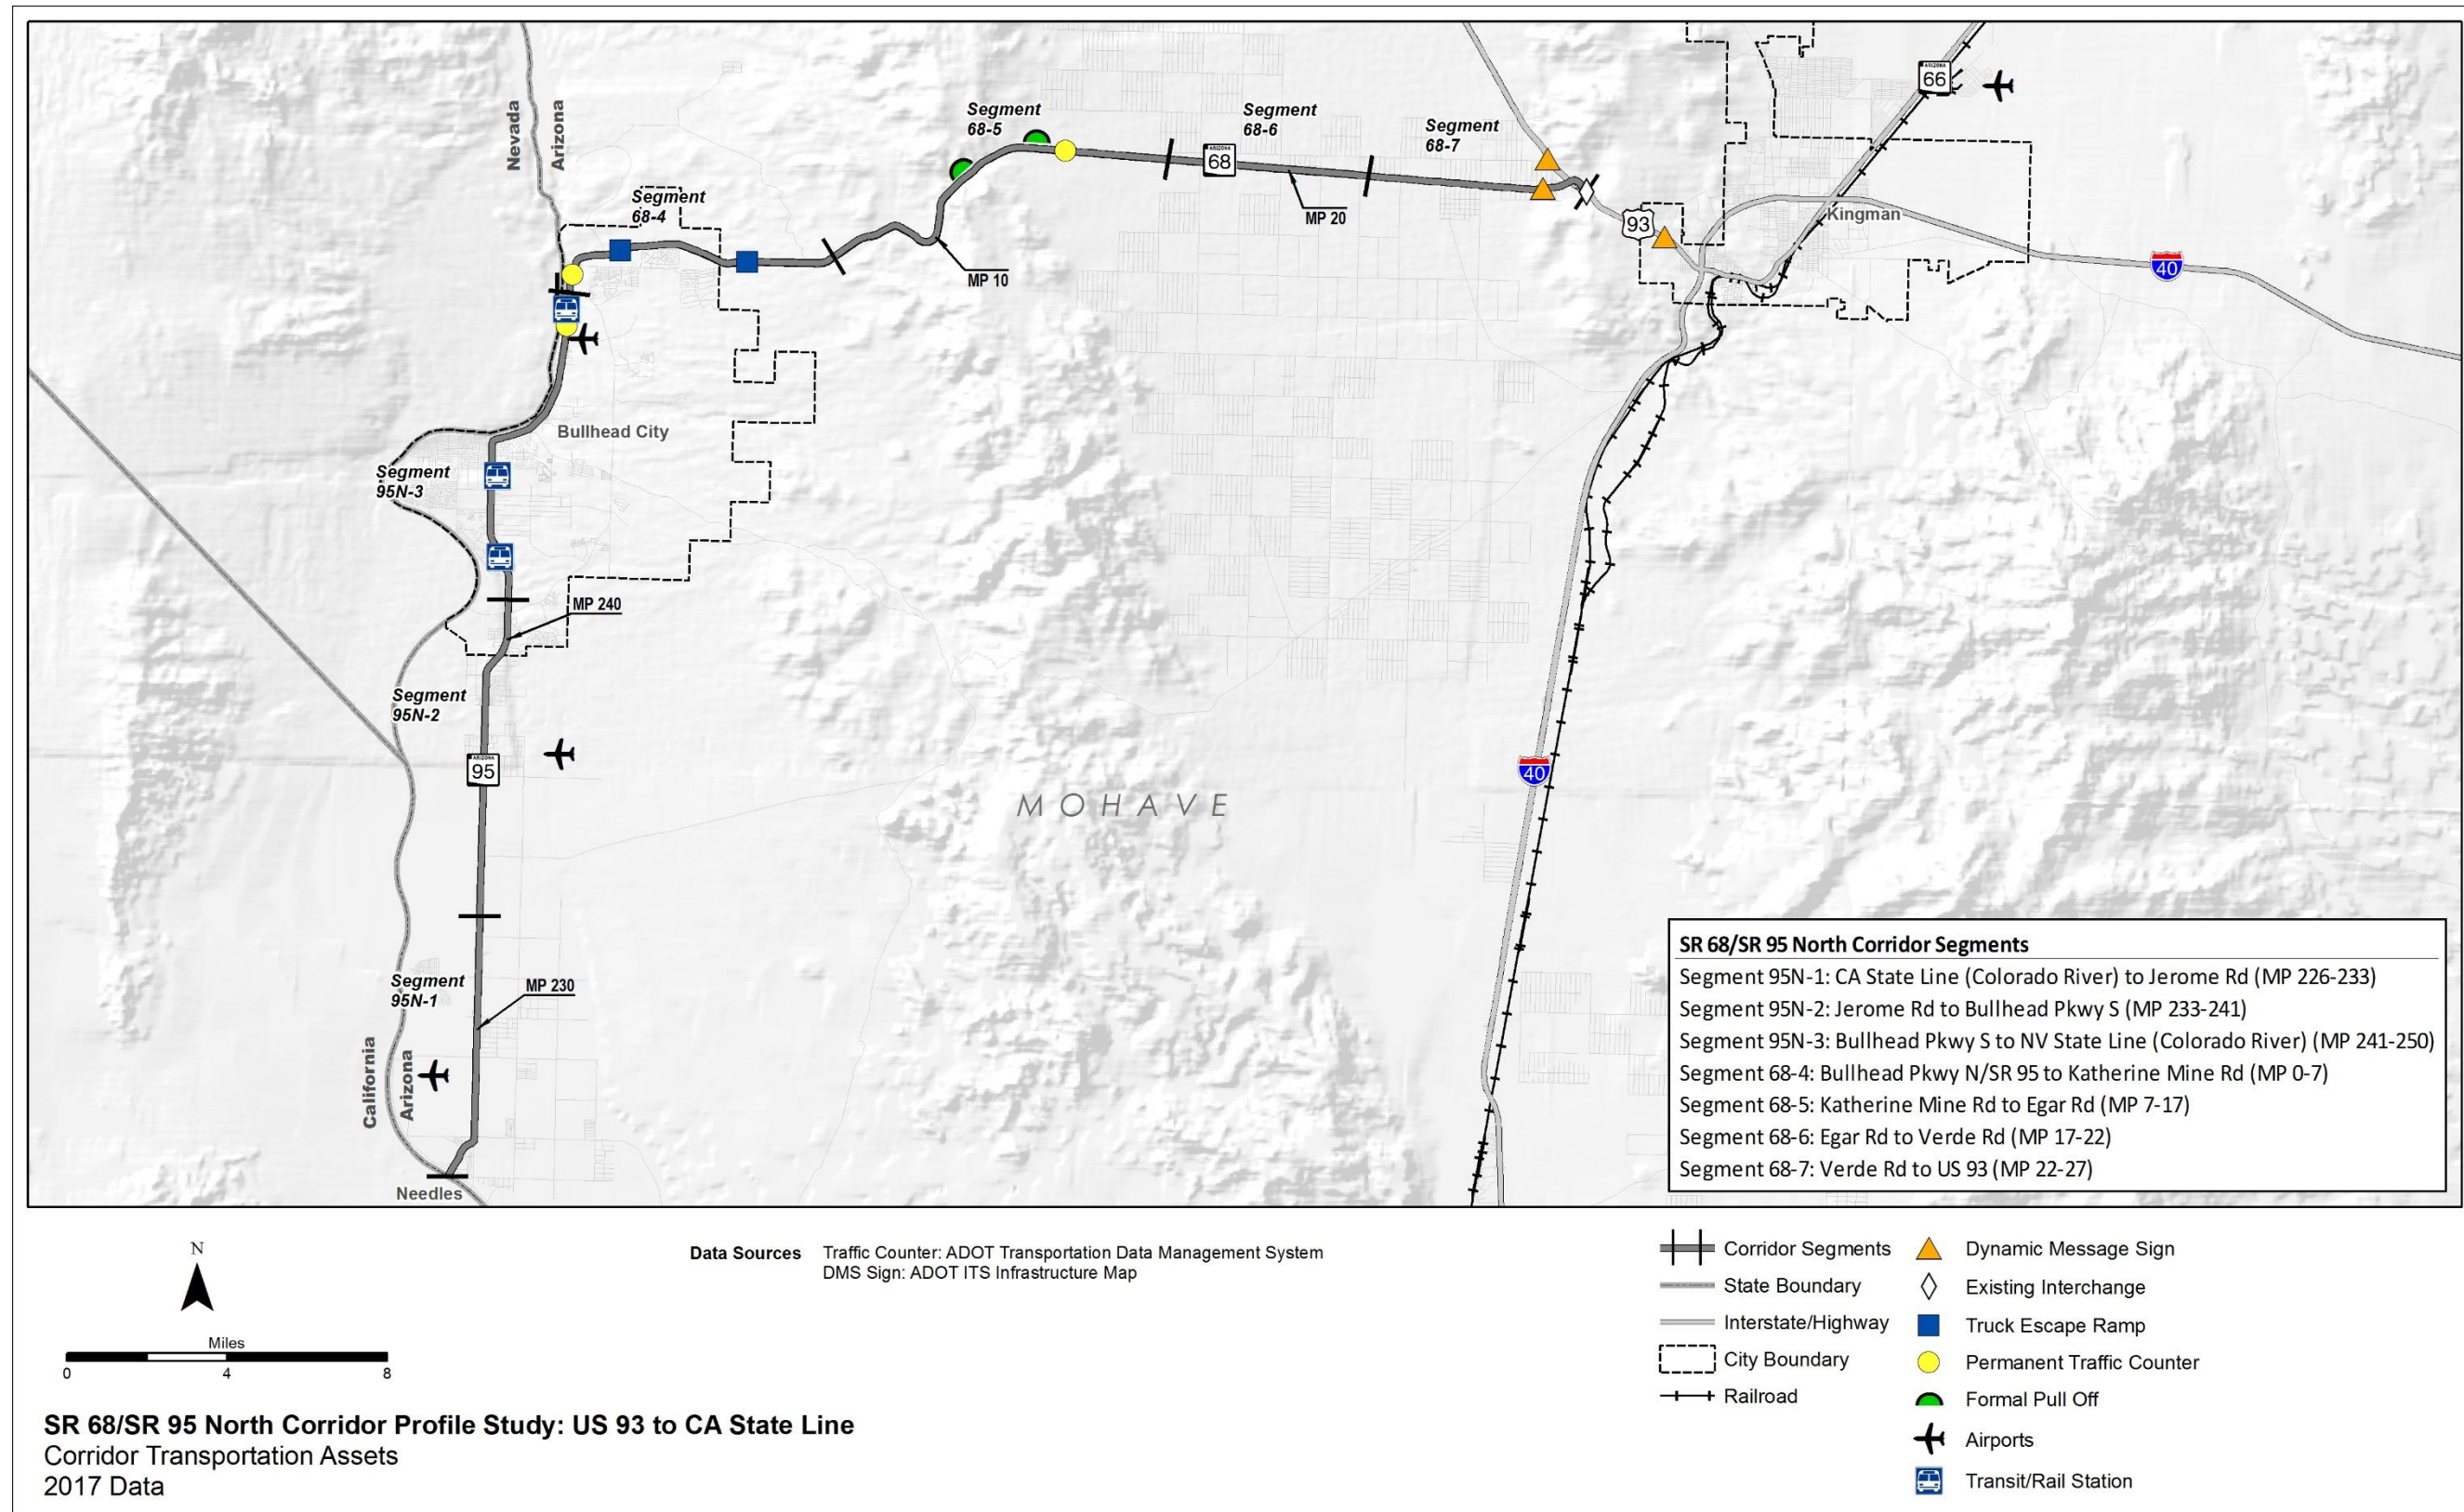 Nevada
Arizona
Segment
68-4
Segment
68-5
Segment
68-6
Segment
68-7
ARIZONA
68
ARIZONA
66
93
Kingman
40
MP 20
MP 10
Bullhead City
Segment
95N-3
MP 240
Segment
95N-2
ARIZONA
95
40
MOHAVE
Segment
95N-1
MP 230
California
Arizona
Needles
SR 68/SR 95 North Corridor Segments
Segment 95N-1: CA State Line (Colorado River) to Jerome Rd (MP 226-233)
Segment 95N-2: Jerome Rd to Bullhead Pkwy S (MP 233-241)
Segment 95N-3: Bullhead Pkwy S to NV State Line (Colorado River) (MP 241-250)
Segment 68-4: Bullhead Pkwy N/SR 95 to Katherine Mine Rd (MP 0-7)
Segment 68-5: Katherine Mine Rd to Egar Rd (MP 7-17)
Segment 68-6: Egar Rd to Verde Rd (MP 17-22)
Segment 68-7: Verde Rd to US 93 (MP 22-27)
N
Miles
0 4 8
Data Sources Traffic Counter: ADOT Transportation Data Management System
DMS Sign: ADOT ITS Infrastructure Map
Corridor Segments
State Boundary
Interstate/Highway
City Boundary
Railroad
Dynamic Message Sign
Existing Interchange
Truck Escape Ramp
Permanent Traffic Counter
Formal Pull Off
Airports
Transit/Rail Station
SR 68/SR 95 North Corridor Profile Study: US 93 to CA State Line
Corridor Transportation Assets
2017 Data